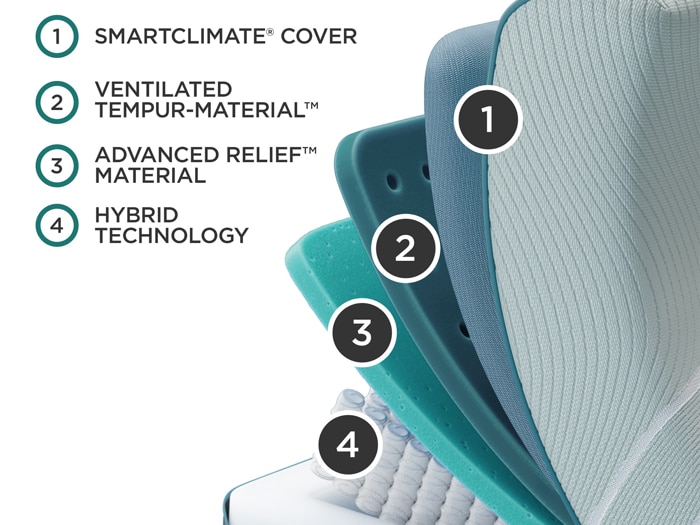 1 SMARTCLIMATE® COVER
2 VENTILATED
TEMPUR-MATERIAL™
3 ADVANCED RELIEF™
MATERIAL
4 HYBRID
TECHNOLOGY
1
2
3
4